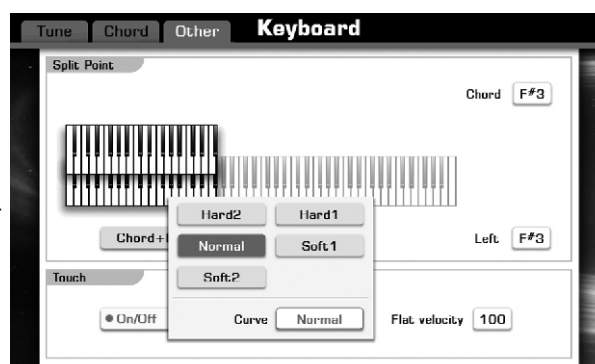 Tune Chord Other Keyboard
Split Point
Chord F#3
Hard2 Hard1
Chord+
Normal Soft1
Left F#3
Touch
Soft2
On/Off
Curve Normal
Flat velocity 100